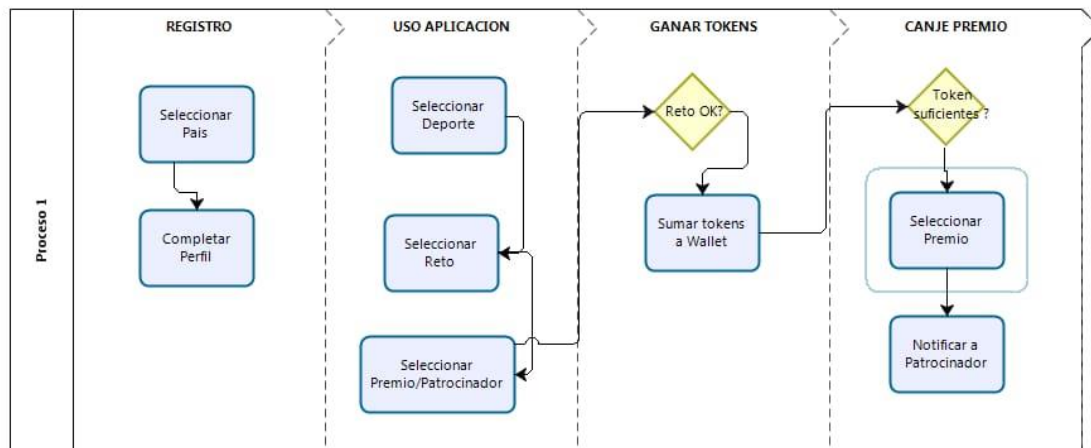 REGISTRO
USO APLICACION
GANAR TOKENS
CANJE PREMIO
Proceso 1
Seleccionar
Pais
Completar
Perfil
Seleccionar
Deporte
Seleccionar
Reto
Seleccionar
Premio/Patrocinador
Reto OK?
Sumar tokens
a Wallet
Token
suficientes ?
Seleccionar
Premio
Notificar a
Patrocinador